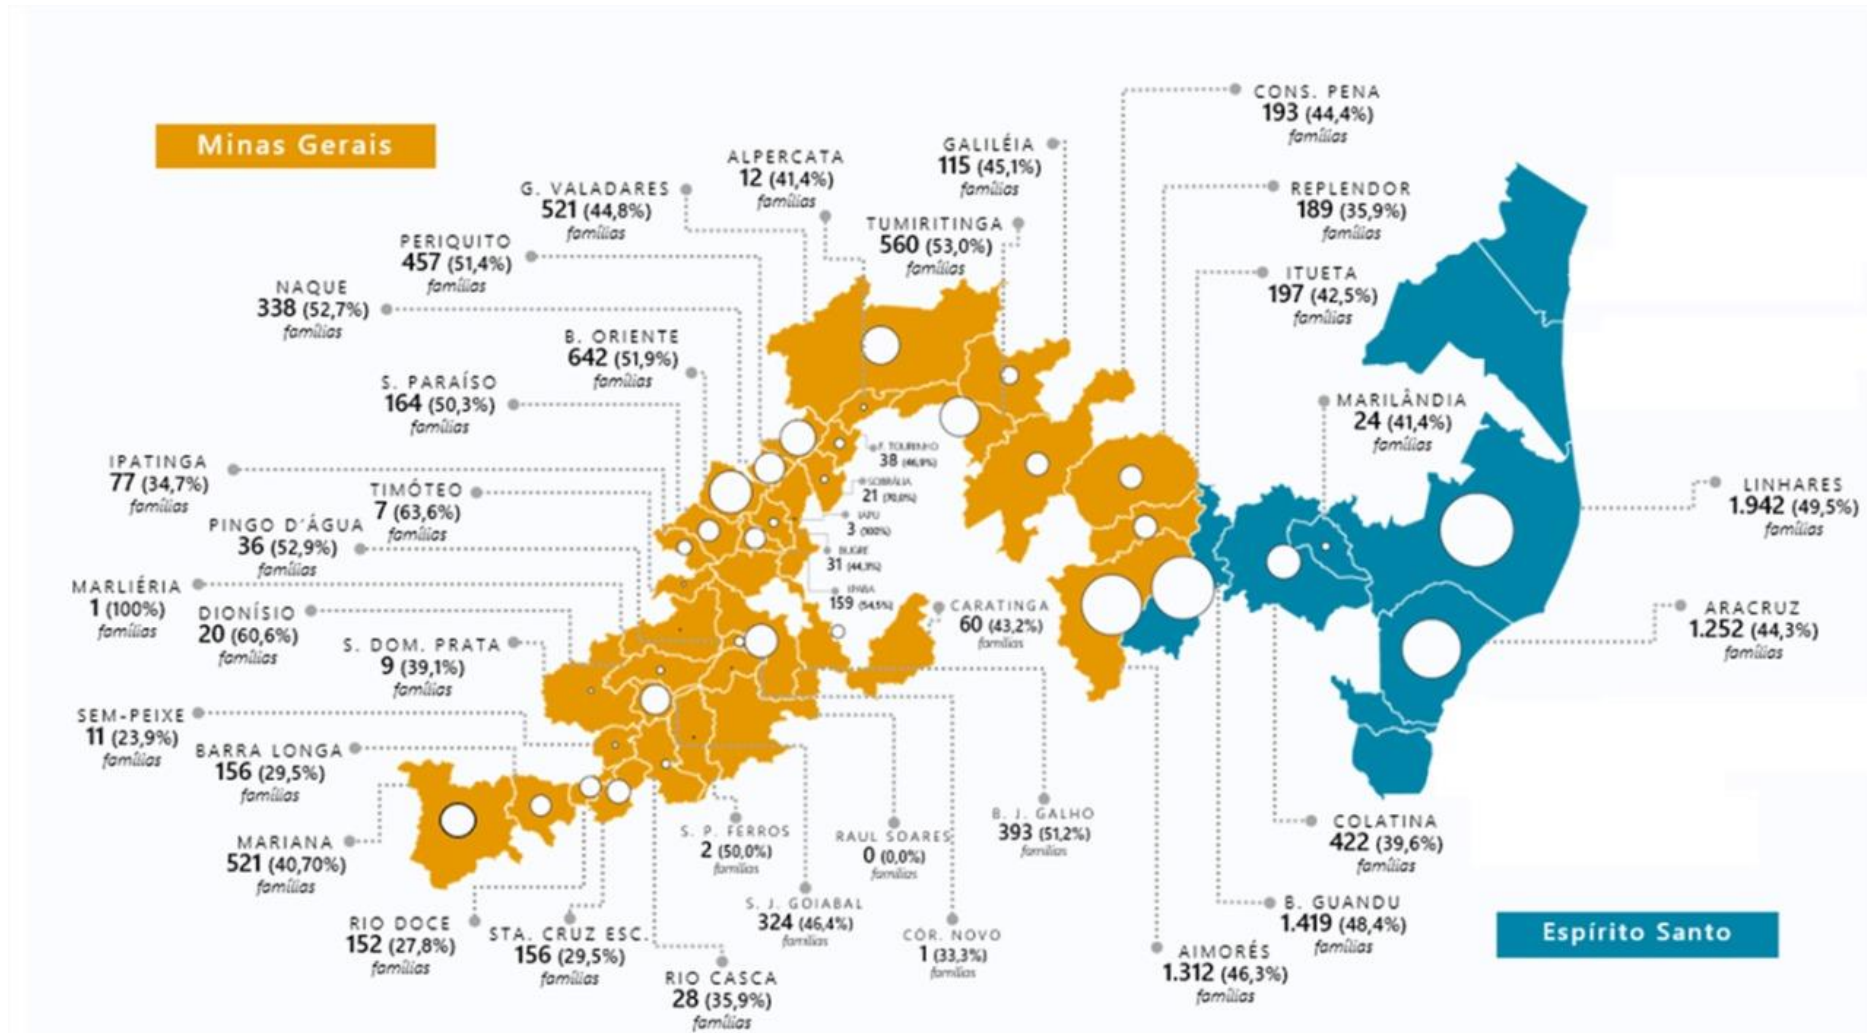 Minas Gerais
CONS. PENA
193 (44,4%)
famílias
GALILÉIA
115 (45,1%)
famílias
ALPERCATA
12 (41,4%)
famílias
G. VALADARES
521 (44,8%)
famílias
REPLENDOR
189 (35,9%)
famílias
TUMIRITINGA
560 (53,0%)
famílias
PERIQUITO
457 (51,4%)
famílias
ITUETA
197 (42,5%)
famílias
NAQUE
338 (52,7%)
famílias
B. ORIENTE
642 (51,9%)
famílias
S. PARAÍSO
164 (50,3%)
famílias
MARILÂNDIA
24 (41,4%)
famílias
F. TOURINHO
38 (46,9%)
IPATINGA
77 (34,7%)
famílias
SOBRÁLIA
21 (70,0%)
TIMÓTEO
7 (63,6%)
famílias
LINHARES
1.942 (49,5%)
famílias
IAPU
3 (100%)
PINGO D'ÁGUA
36 (52,9%)
famílias
BUGRE
31 (44,3%)
MARLIÉRIA
1 (100%)
famílias
IPABA
159 (54,5%)
DIONÍSIO
20 (60,6%)
famílias
CARATINGA
60 (43,2%)
famílias
ARACRUZ
1.252 (44,3%)
famílias
S. DOM. PRATA
9 (39,1%)
famílias
SEM-PEIXE
11 (23,9%)
famílias
BARRA LONGA
156 (29,5%)
famílias
MARIANA
521 (40,70%)
famílias
S. P. FERROS
2 (50,0%)
famílias
RAUL SOARES
0 (0,0%)
famílias
B. J. GALHO
393 (51,2%)
famílias
COLATINA
422 (39,6%)
famílias
RIO DOCE
152 (27,8%)
famílias
STA. CRUZ ESC.
156 (29,5%)
famílias
S. J. GOIABAL
324 (46,4%)
famílias
CÓR. NOVO
1 (33,3%)
famílias
B. GUANDU
1.419 (48,4%)
famílias
Espírito Santo
RIO CASCA
28 (35,9%)
famílias
AIMORÉS
1.312 (46,3%)
famílias